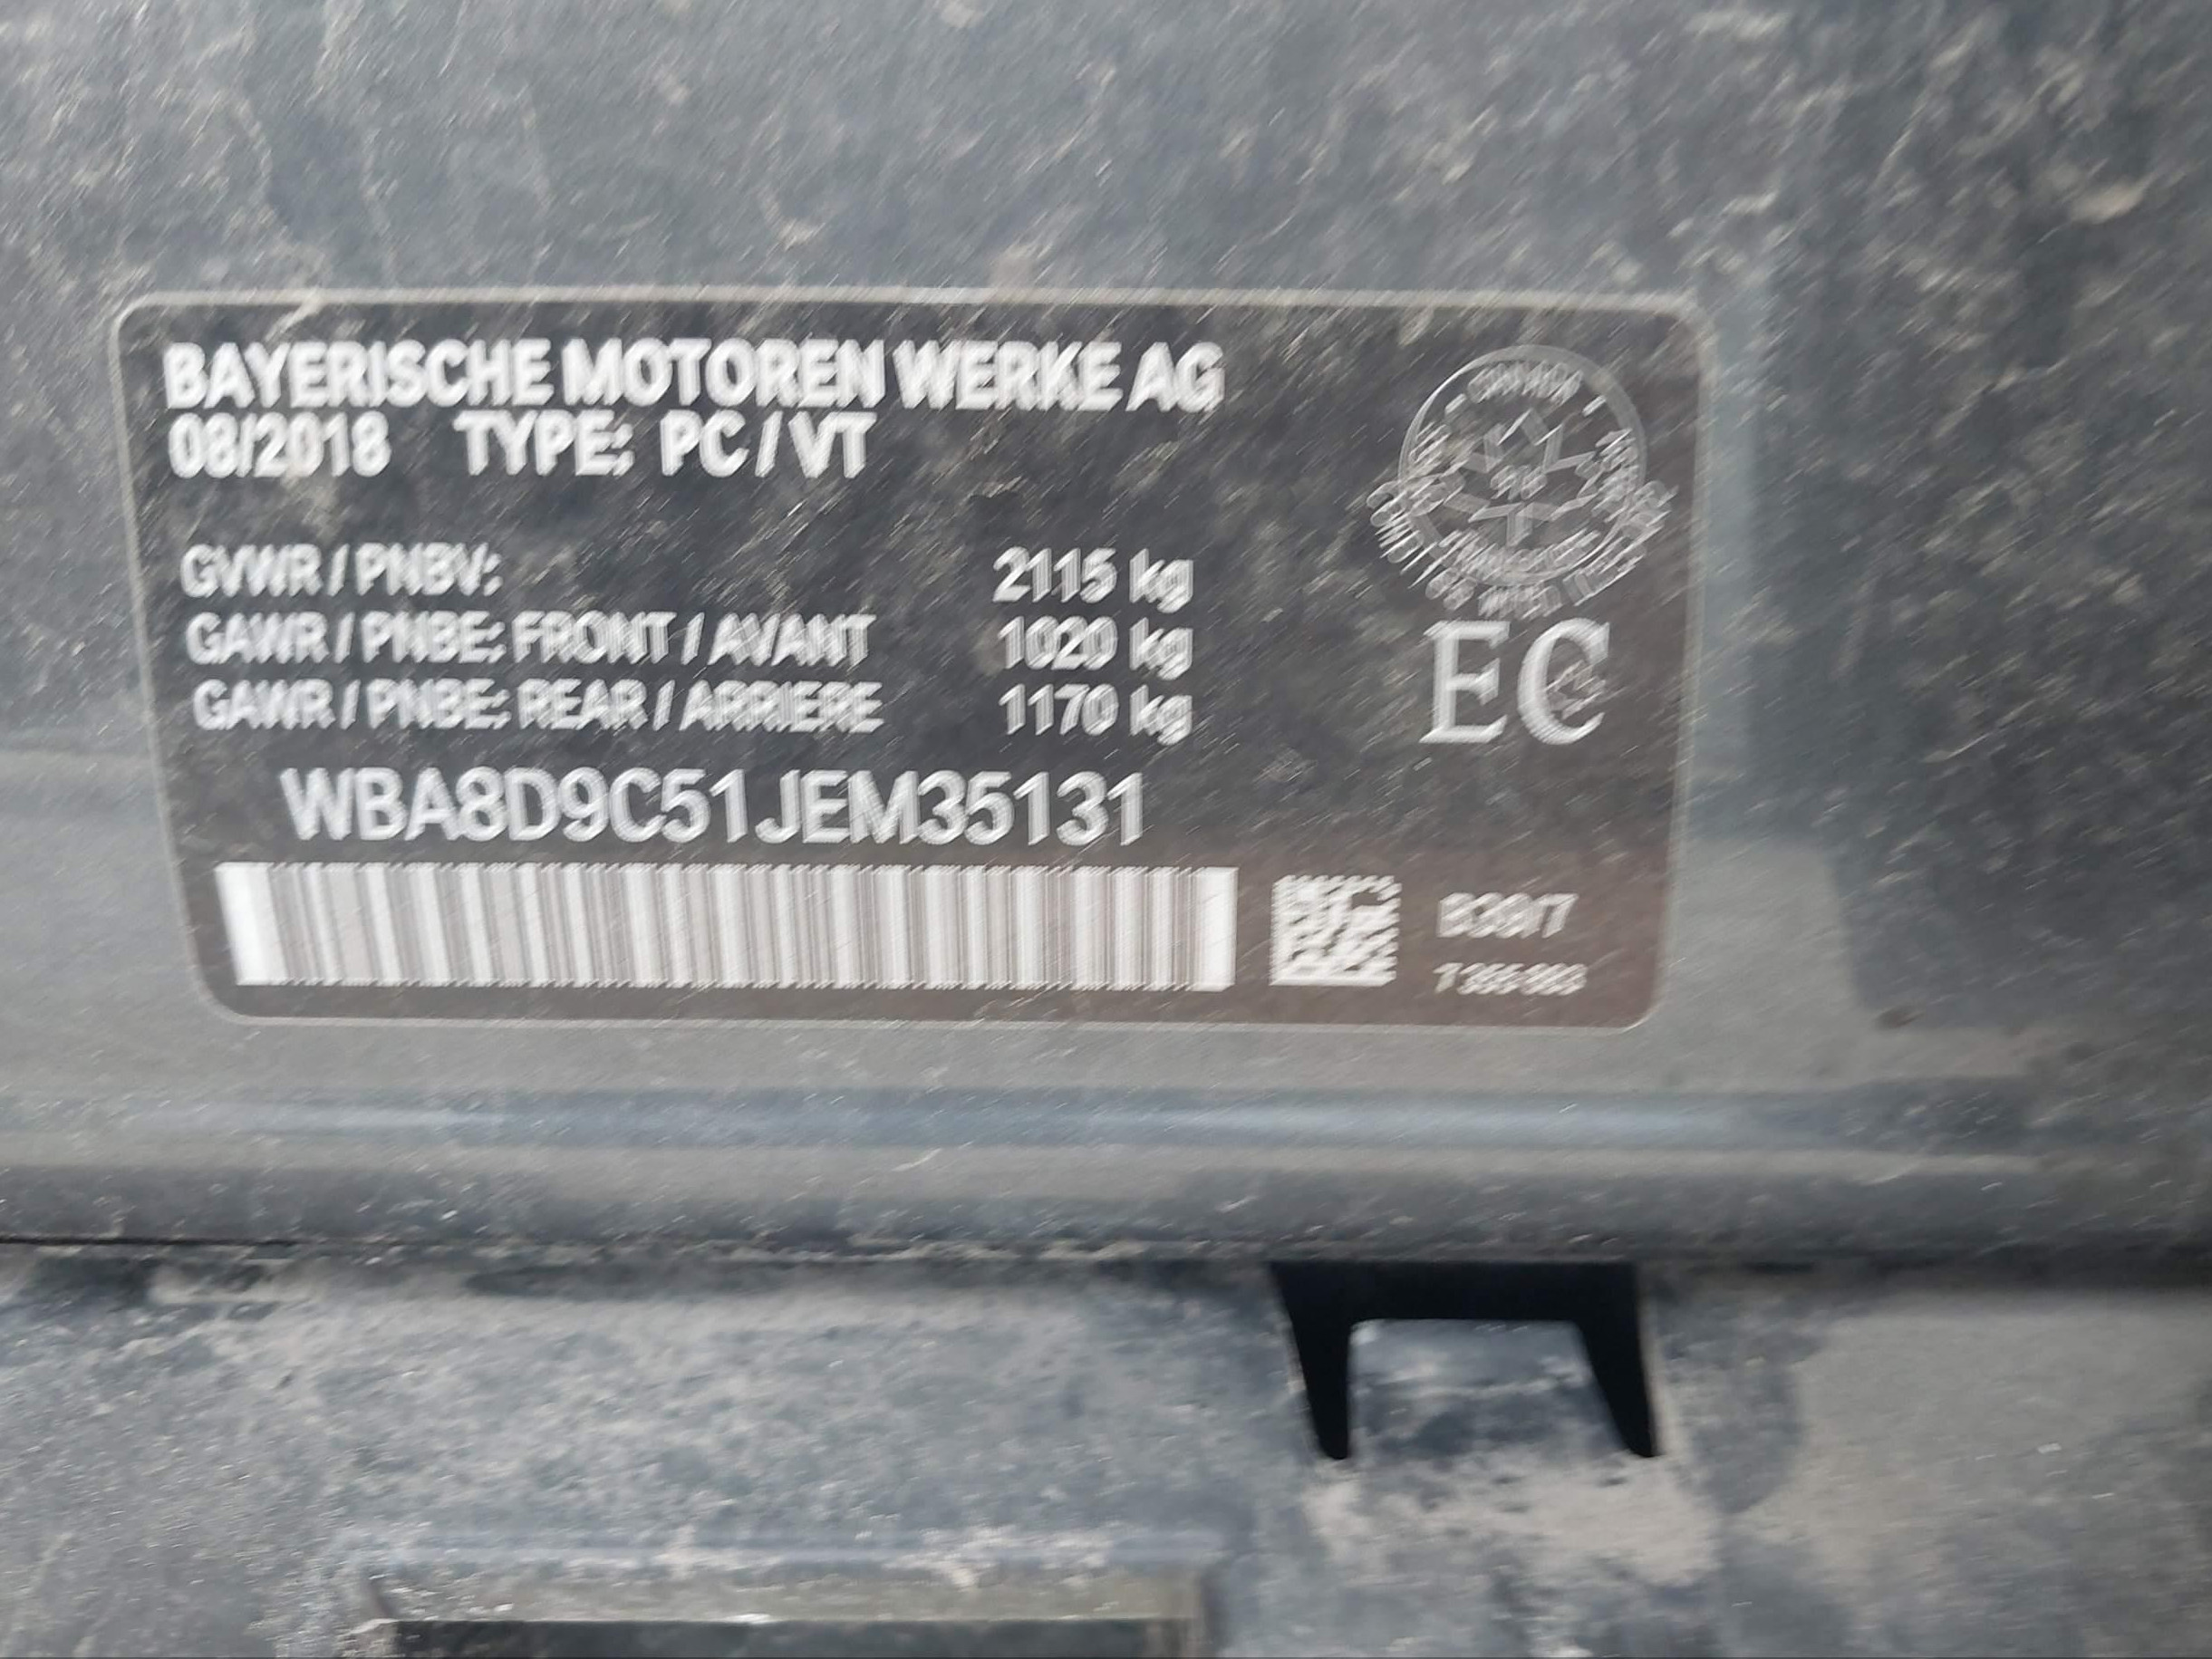 BAYERISCHE MOTOREN WERKE AG
08/2018 TYPE: PC / VT
GVWR / PNBV: 2115 kg
GAWR / PNBE: FRONT / AVANT 1020 kg
GAWR / PNBE: REAR / ARRIERE 1170 kg
WBA8D9C51JEM35131
CANADA
EC